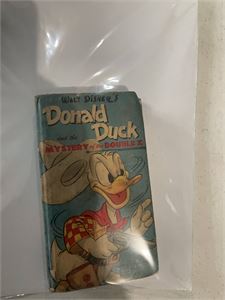 WALT DISNEY'S
Donald
Duck
and the
MYSTERY of the DOUBLE X